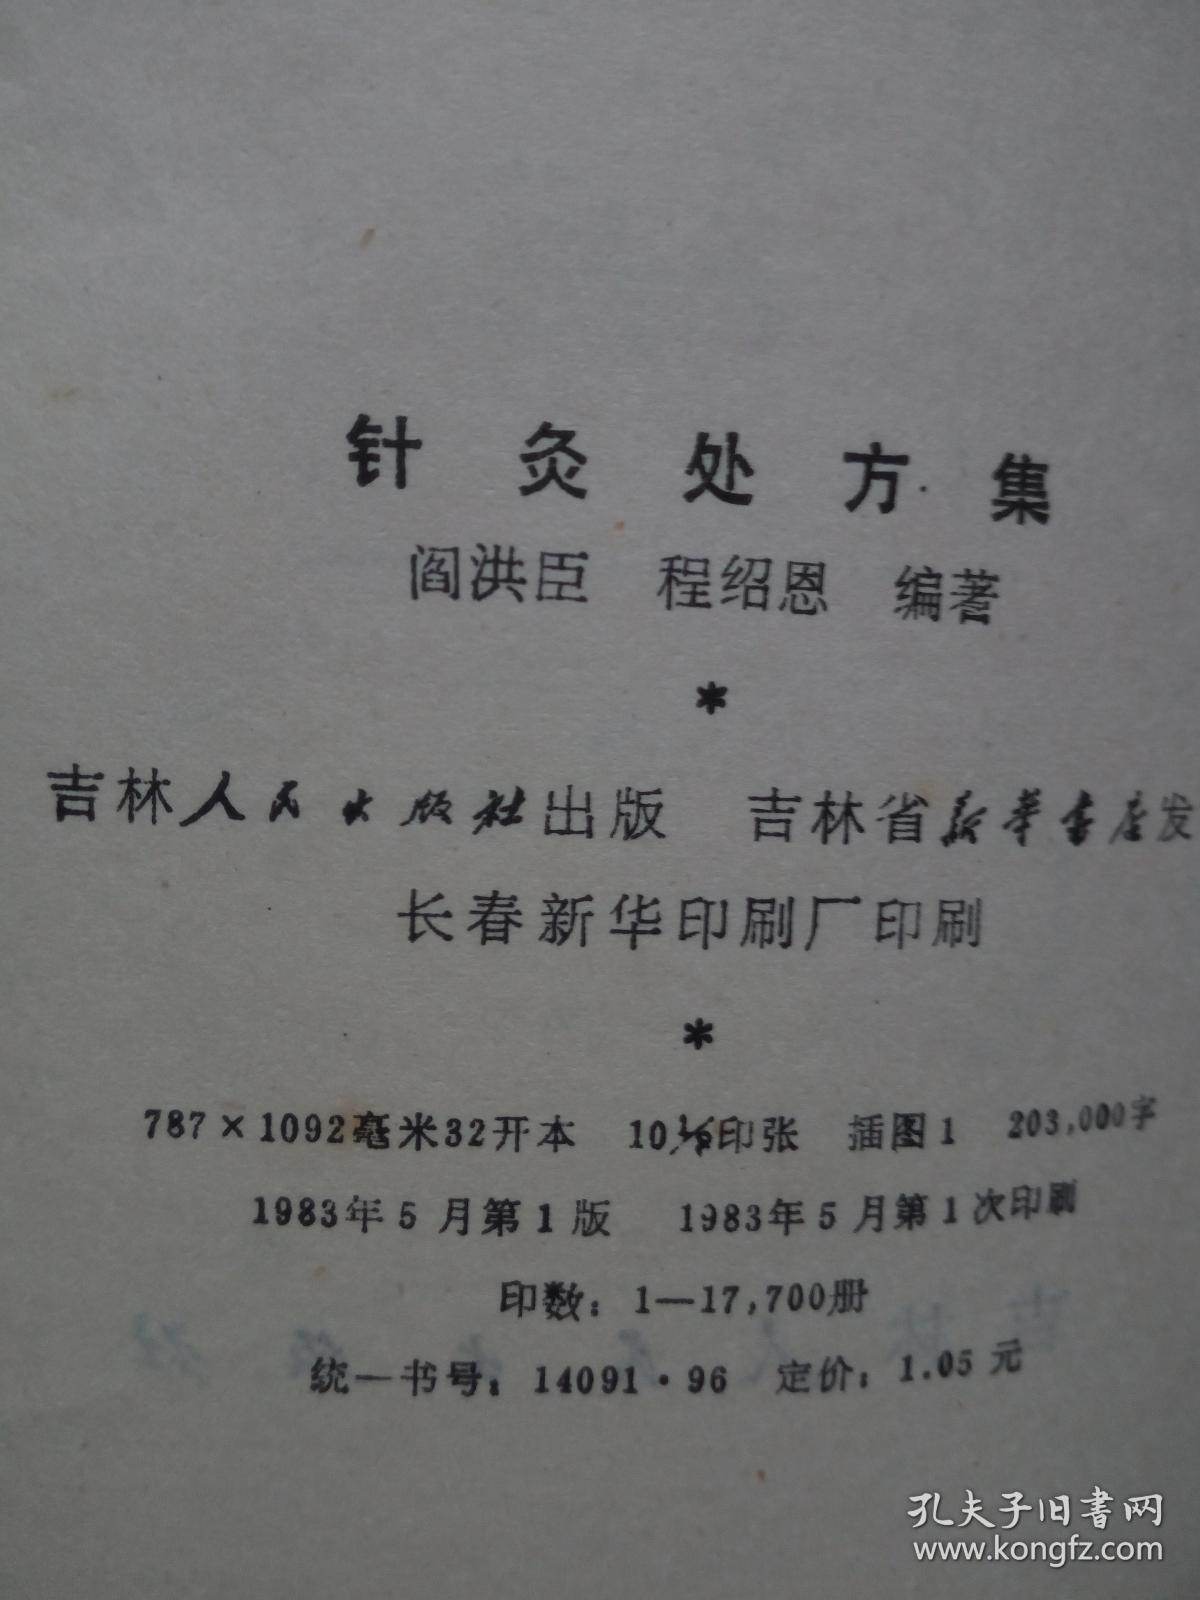 针灸处方集
阎洪臣 程绍恩 编著
*
吉林人民出版社出版 吉林省新华书店发
长春新华印刷厂印刷
*
787×1092毫米32开本 10 印张 插图1 203,000字
1983年5月第1版 1983年5月第1次印刷
印数：1—17,700册
统一书号：14091·96 定价：1.05元
孔夫子旧书网
www.kongfz.com